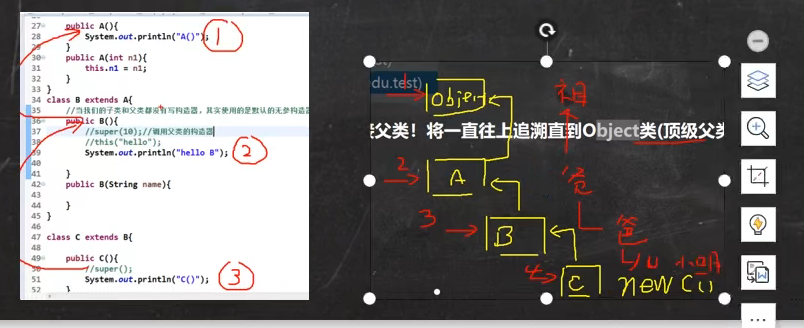 27 public A(){
28 System.out.println("A()"); 1
29 }
30 public A(int n1){
31 this.n1 = n1;
32 }
33 }
34 class B extends A{
35 //当我们的子类和父类都没有写构造器，其实使用的是默认的无参构造器
36 public B(){
37 //super(10);//调用父类的构造器
38 //this("hello");
39 System.out.println("hello B"); 2
40
41 }
42 public B(String name){
43
44 }
45 }
46
47 class C extends B{
48
49 public C(){
50 //super();
51 System.out.println("C()"); 3
52 }
du.test)
1 Object 祖
父类！将一直往上追溯直到Object类(顶级父类
2 A
3 B 爸
4 C new C()